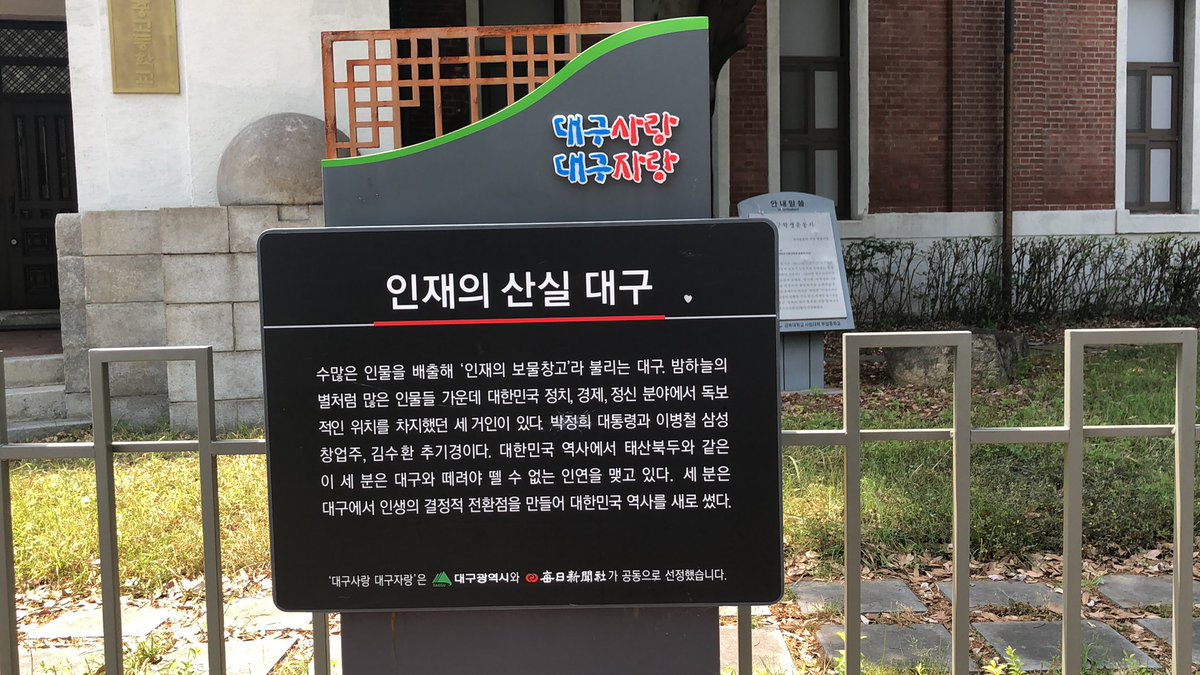 대구사랑
대구자랑
인재의 산실 대구
수많은 인물을 배출해 '인재의 보물창고'라 불리는 대구. 밤하늘의
별처럼 많은 인물들 가운데 대한민국 정치, 경제, 정신 분야에서 독보
적인 위치를 차지했던 세 거인이 있다. 박정희 대통령과 이병철 삼성
창업주, 김수환 추기경이다. 대한민국 역사에서 태산북두와 같은
이 세 분은 대구와 떼려야 뗄 수 없는 인연을 맺고 있다. 세 분은
대구에서 인생의 결정적 전환점을 만들어 대한민국 역사를 새로 썼다.
'대구사랑 대구자랑'은 대구광역시와 每日新聞社가 공동으로 선정했습니다.
안내말씀